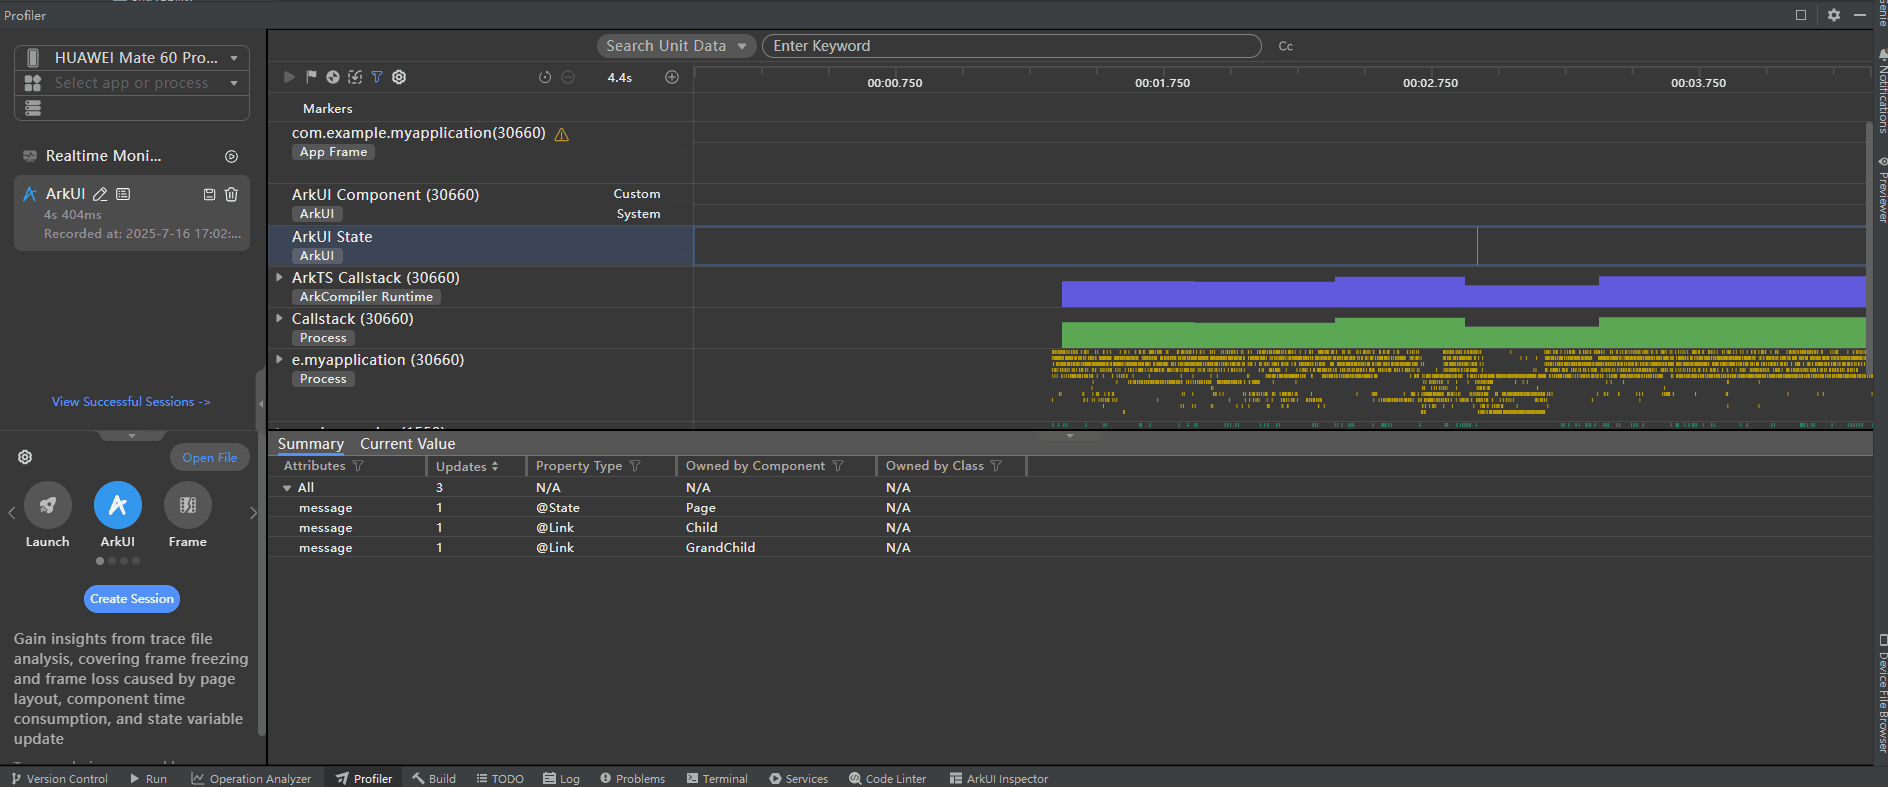 Profiler
HUAWEI Mate 60 Pro...
Select app or process
Realtime Moni...
ArkUI
4s 404ms
Recorded at: 2025-7-16 17:02:...
View Successful Sessions ->
Open File
Launch
ArkUI
Frame
Create Session
Gain insights from trace file
analysis, covering frame freezing
and frame loss caused by page
layout, component time
consumption, and state variable
update
Search Unit Data
Enter Keyword
Cc
4.4s
00:00.750
00:01.750
00:02.750
00:03.750
Markers
com.example.myapplication(30660)
App Frame
ArkUI Component (30660)
Custom
ArkUI
System
ArkUI State
ArkUI
ArkTS Callstack (30660)
ArkCompiler Runtime
Callstack (30660)
Process
e.myapplication (30660)
Process
Summary Current Value
Attributes Updates Property Type Owned by Component Owned by Class
All 3 N/A N/A N/A
message 1 @State Page N/A
message 1 @Link Child N/A
message 1 @Link GrandChild N/A
Notifications
Previewer
Device File Browser
Version Control Run Operation Analyzer Profiler Build TODO Log Problems Terminal Services Code Linter ArkUI Inspector